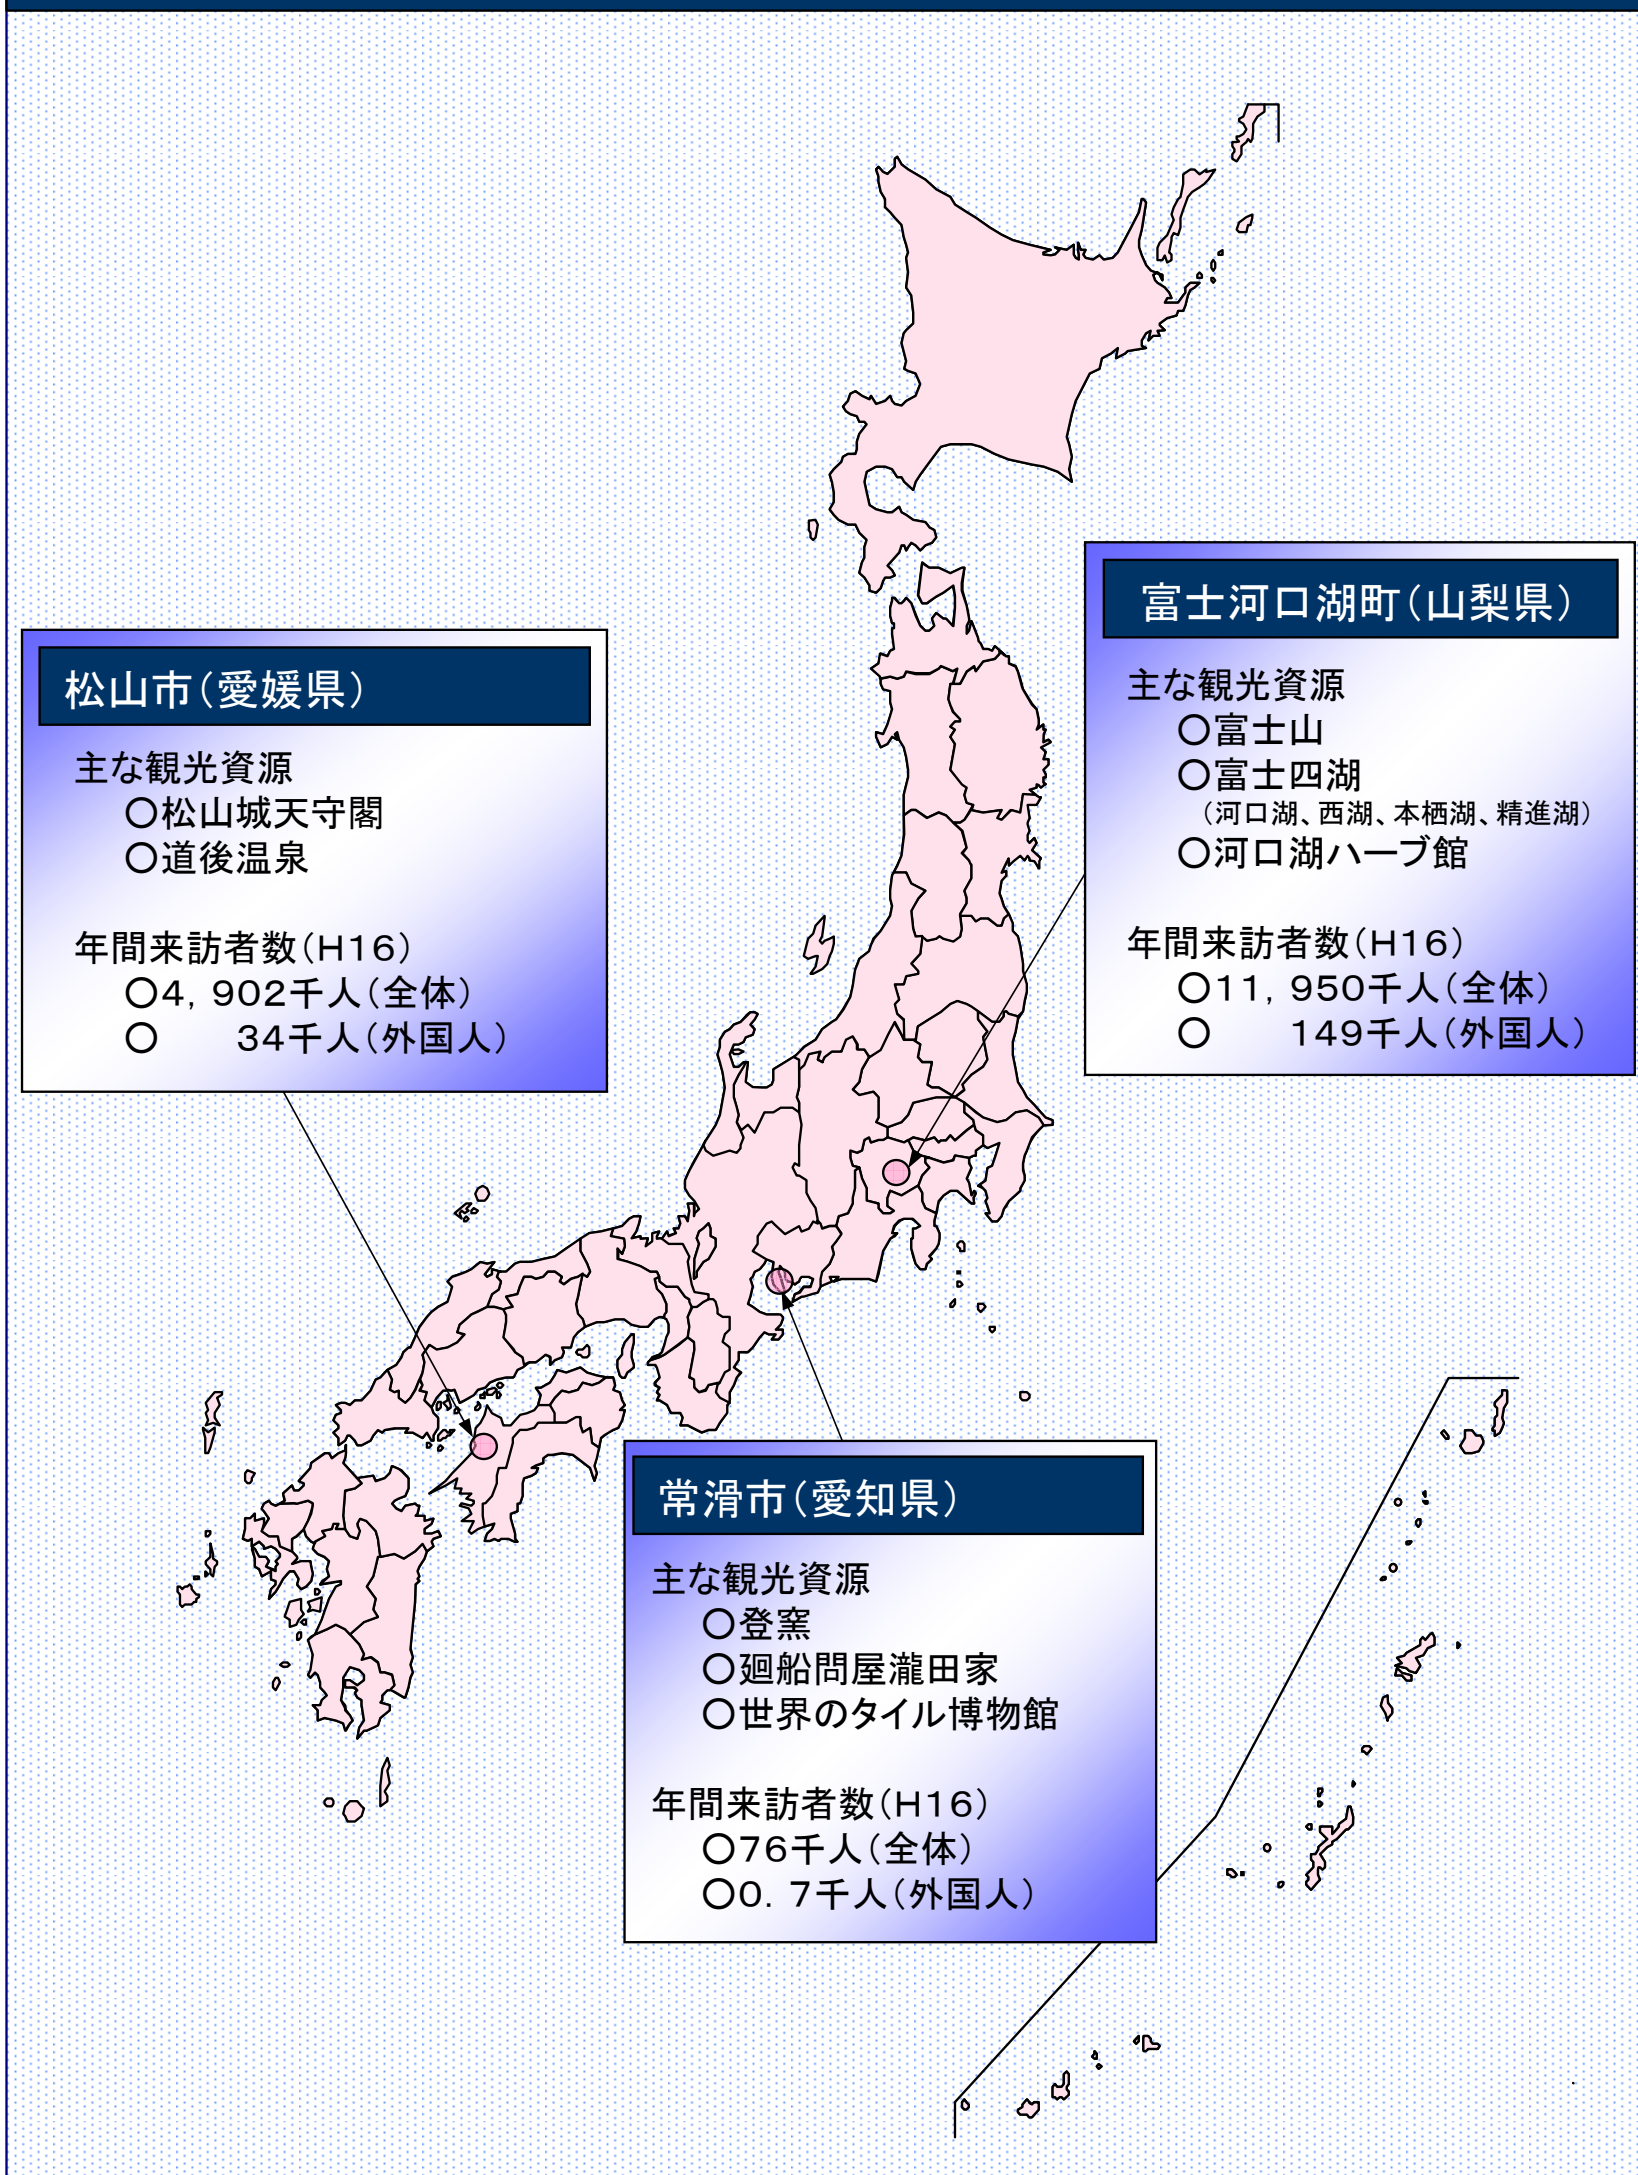 富士河口湖町（山梨県）
主な観光資源
○富士山
○富士四湖
（河口湖、西湖、本栖湖、精進湖）
○河口湖ハーブ館
年間来訪者数（H16）
○11，950千人（全体）
○　　149千人（外国人）
松山市（愛媛県）
主な観光資源
○松山城天守閣
○道後温泉
年間来訪者数（H16）
○4，902千人（全体）
○　　34千人（外国人）
常滑市（愛知県）
主な観光資源
○登窯
○廻船問屋瀧田家
○世界のタイル博物館
年間来訪者数（H16）
○76千人（全体）
○0．7千人（外国人）